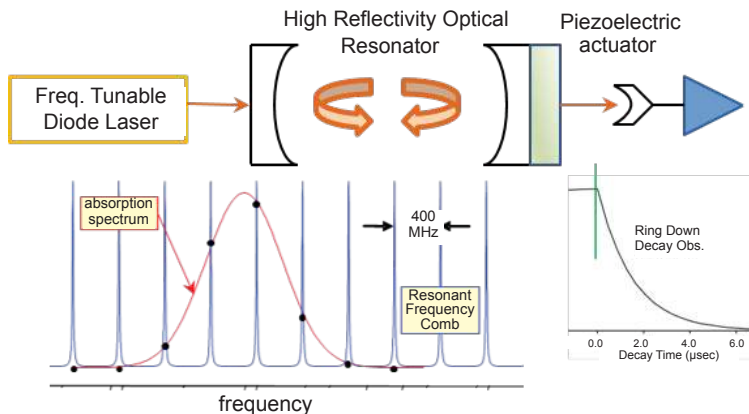 High Reflectivity Optical
Resonator
Piezoelectric
actuator
Freq. Tunable
Diode Laser
absorption
spectrum
400
MHz
Resonant
Frequency
Comb
frequency
Ring Down
Decay Obs.
0.0 2.0 4.0 6.0
Decay Time (µsec)